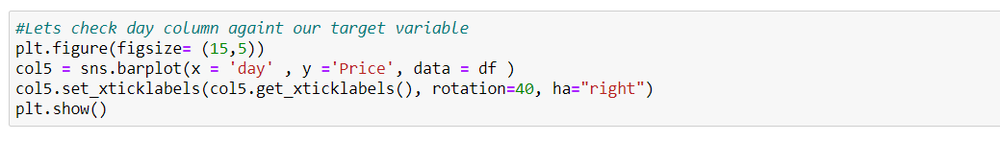 #Lets check day column againt our target variable
plt.figure(figsize= (15,5))
col5 = sns.barplot(x = 'day' , y ='Price', data = df )
col5.set_xticklabels(col5.get_xticklabels(), rotation=40, ha="right")
plt.show()